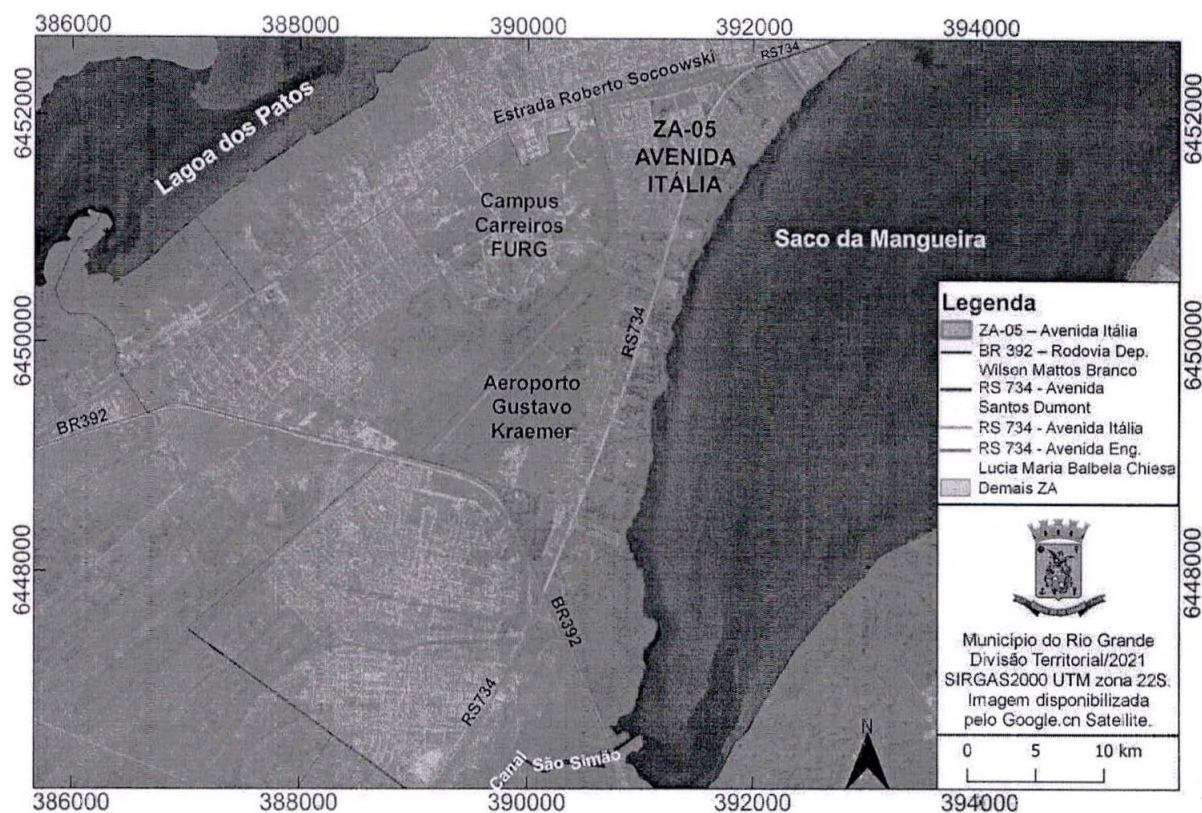 386000
388000
390000
392000
394000
6452000
6450000
6448000
6452000
6450000
6448000
Lagoa dos Patos
Estrada Roberto Socoowski
RS734
ZA-05
AVENIDA
ITÁLIA
Campus
Carreiros
FURG
Saco da Mangueira
RS734
Aeroporto
Gustavo
Kraemer
BR392
BR392
RS734
Canal São Simão
Legenda
ZA-05 – Avenida Itália
BR 392 – Rodovia Dep.
Wilson Mattos Branco
RS 734 - Avenida
Santos Dumont
RS 734 - Avenida Itália
RS 734 - Avenida Eng.
Lucia Maria Balbela Chiesa
Demais ZA
Município do Rio Grande
Divisão Territorial/2021
SIRGAS2000 UTM zona 22S.
Imagem disponibilizada
pelo Google.cn Satellite.
N
0 5 10 km
386000
388000
390000
392000
394000